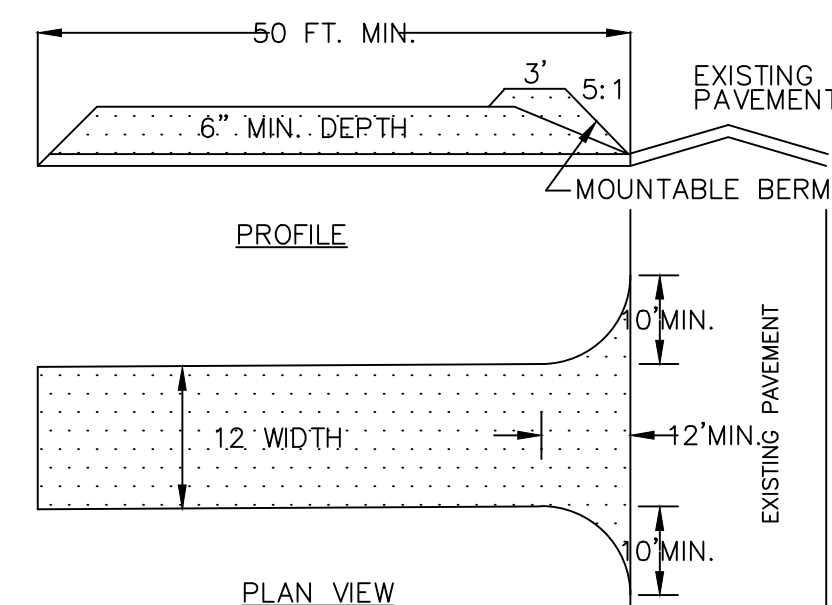 50 FT. MIN.
3'
5:1
EXISTING
PAVEMENT
6" MIN. DEPTH
MOUNTABLE BERM
PROFILE
10'MIN.
12 WIDTH
12'MIN.
EXISTING PAVEMENT
10'MIN.
PLAN VIEW